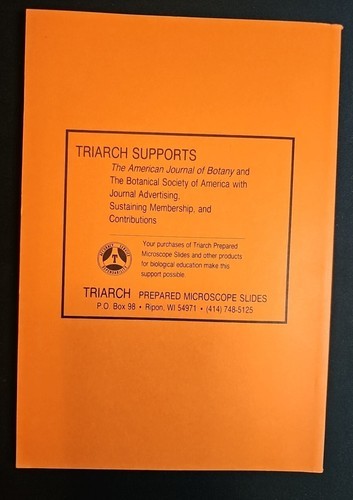 TRIARCH SUPPORTS
The American Journal of Botany and
The Botanical Society of America with
Journal Advertising,
Sustaining Membership, and
Contributions
Your purchases of Triarch Prepared
Microscope Slides and other products
for biological education make this
support possible.
T
TRIARCH PREPARED MICROSCOPE SLIDES
P.O. Box 98 • Ripon, WI 54971 • (414) 748-5125